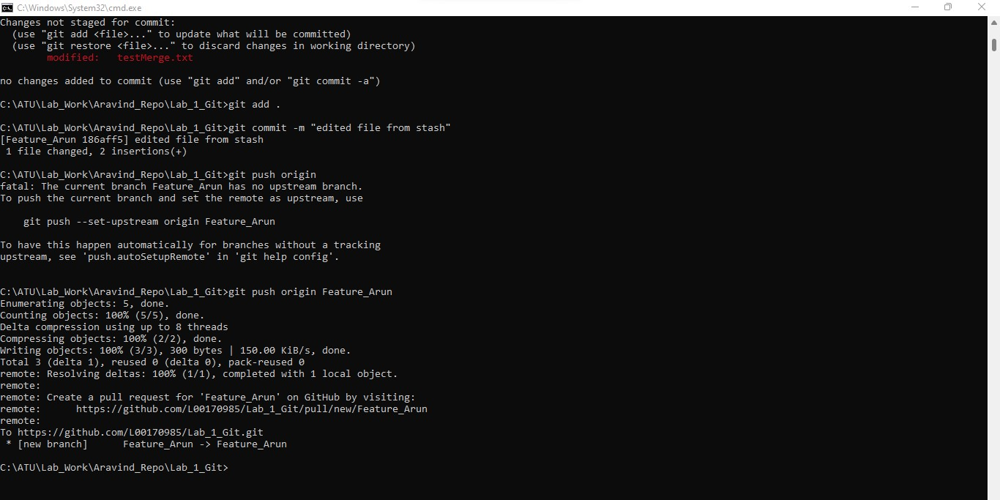 C:\Windows\System32\cmd.exe
Changes not staged for commit:
  (use "git add <file>..." to update what will be committed)
  (use "git restore <file>..." to discard changes in working directory)
        modified:   testMerge.txt

no changes added to commit (use "git add" and/or "git commit -a")

C:\ATU\Lab_Work\Aravind_Repo\Lab_1_Git>git add .

C:\ATU\Lab_Work\Aravind_Repo\Lab_1_Git>git commit -m "edited file from stash"
[Feature_Arun 186aff5] edited file from stash
 1 file changed, 2 insertions(+)

C:\ATU\Lab_Work\Aravind_Repo\Lab_1_Git>git push origin
fatal: The current branch Feature_Arun has no upstream branch.
To push the current branch and set the remote as upstream, use

    git push --set-upstream origin Feature_Arun

To have this happen automatically for branches without a tracking
upstream, see 'push.autoSetupRemote' in 'git help config'.


C:\ATU\Lab_Work\Aravind_Repo\Lab_1_Git>git push origin Feature_Arun
Enumerating objects: 5, done.
Counting objects: 100% (5/5), done.
Delta compression using up to 8 threads
Compressing objects: 100% (2/2), done.
Writing objects: 100% (3/3), 300 bytes | 150.00 KiB/s, done.
Total 3 (delta 1), reused 0 (delta 0), pack-reused 0
remote: Resolving deltas: 100% (1/1), completed with 1 local object.
remote:
remote: Create a pull request for 'Feature_Arun' on GitHub by visiting:
remote:      https://github.com/L00170985/Lab_1_Git/pull/new/Feature_Arun
remote:
To https://github.com/L00170985/Lab_1_Git.git
 * [new branch]      Feature_Arun -> Feature_Arun

C:\ATU\Lab_Work\Aravind_Repo\Lab_1_Git>